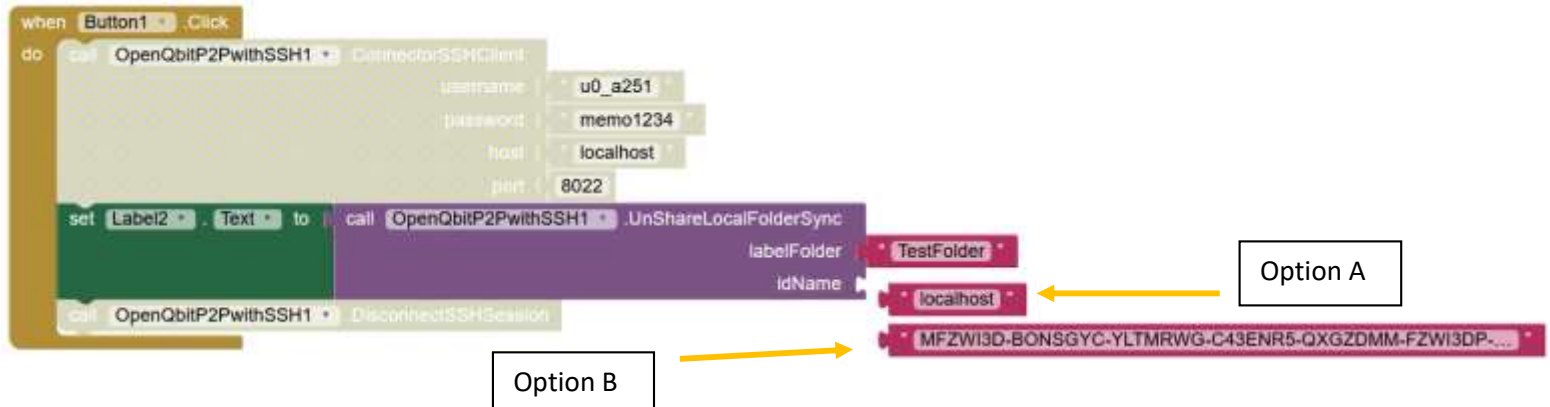 when Button1 .Click
do call OpenQbitP2PwithSSH1 .ConnectorSSHClient
username " u0_a251 "
password " memo1234 "
host " localhost "
port 8022
set Label2 . Text to call OpenQbitP2PwithSSH1 .UnShareLocalFolderSync
labelFolder " TestFolder "
idName
" localhost "
Option A
call OpenQbitP2PwithSSH1 .DisconnectSSHSession
" MFZWI3D-BONSGYC-YLTMRWG-C43ENR5-QXGZDMM-FZWI3DP-... "
Option B